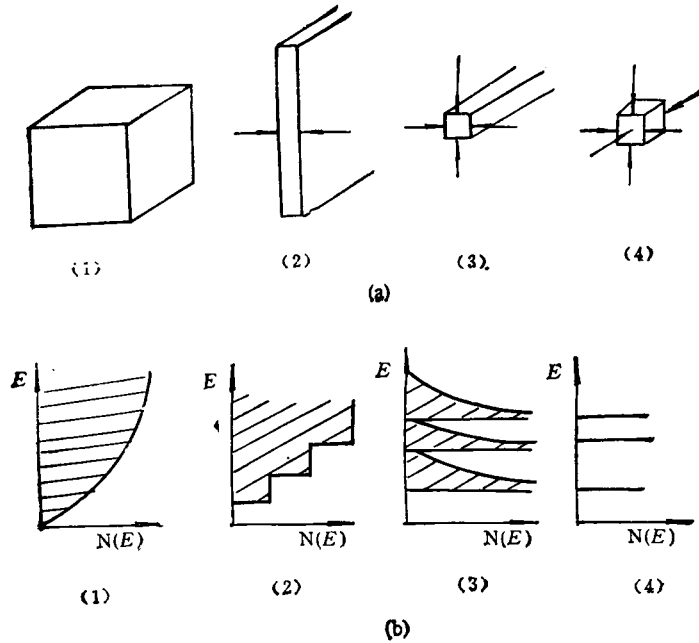 (1) (2) (3). (4)
(a)
E E E E
N(E) N(E) N(E) N(E)
(1) (2) (3) (4)
(b)